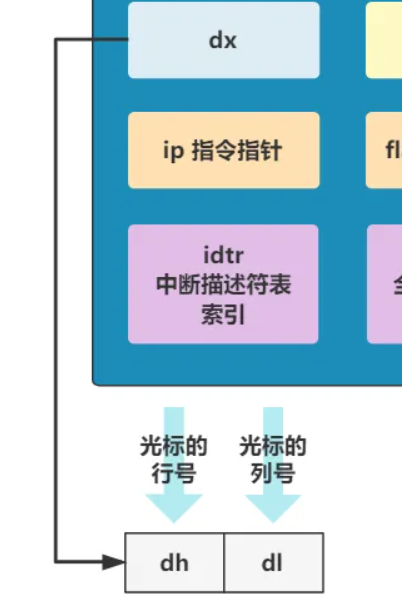 dx
ip 指令指针
fl
idtr
中断描述符表
索引
光标的
行号
光标的
列号
dh
dl